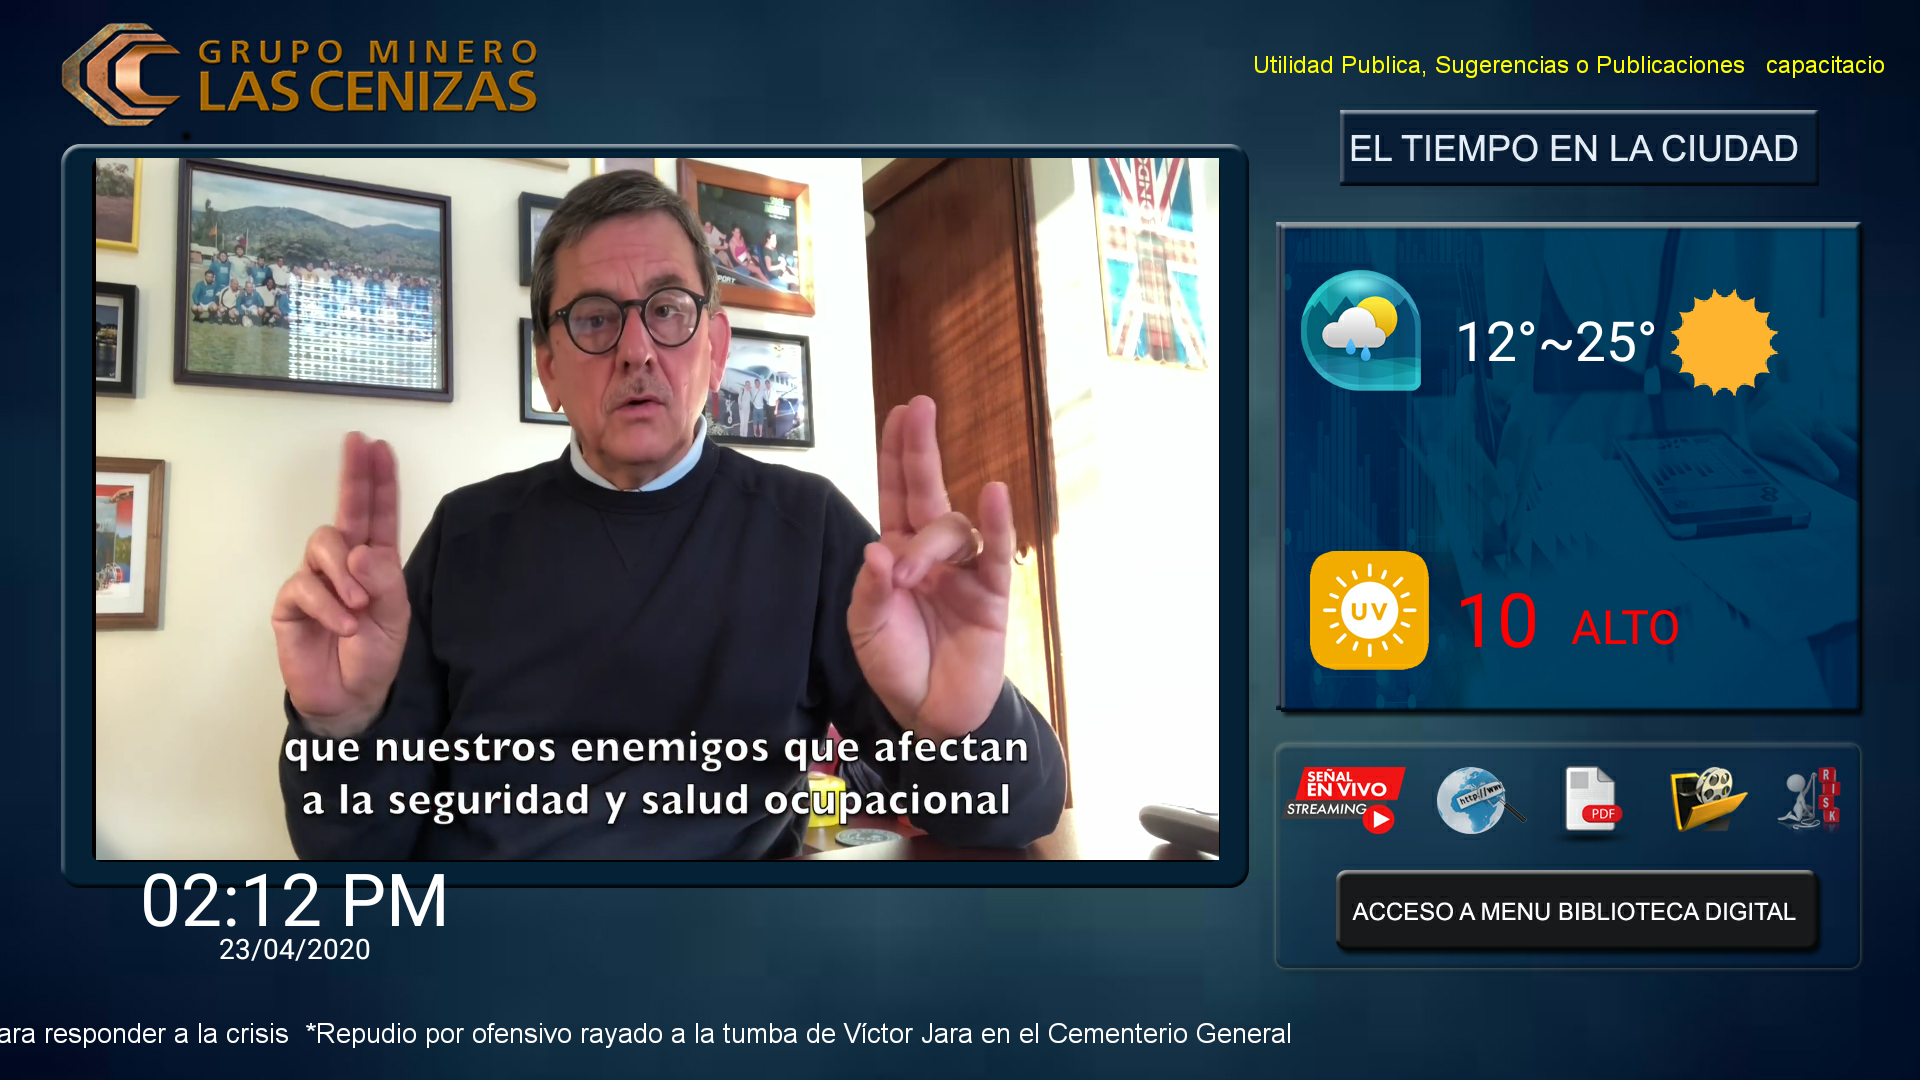 GRUPO MINERO
LAS CENIZAS
Utilidad Publica, Sugerencias o Publicaciones capacitacio
EL TIEMPO EN LA CIUDAD
12°~25°
UV
10 ALTO
que nuestros enemigos que afectan
a la seguridad y salud ocupacional
SEÑAL
EN VIVO
STREAMING
http://www
PDF
RISK
ACCESO A MENU BIBLIOTECA DIGITAL
02:12 PM
23/04/2020
ara responder a la crisis *Repudio por ofensivo rayado a la tumba de Víctor Jara en el Cementerio General